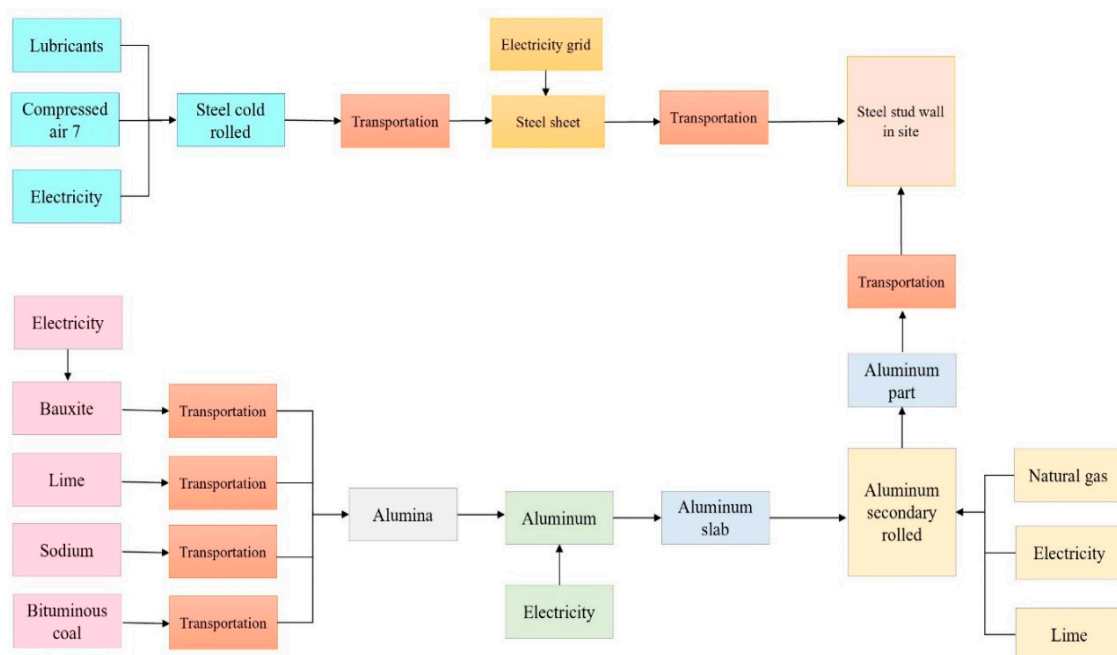 Lubricants
Electricity grid
Compressed
air 7
Steel cold
rolled
Transportation
Steel sheet
Transportation
Steel stud wall
in site
Electricity
Transportation
Electricity
Aluminum
part
Bauxite
Transportation
Lime
Transportation
Alumina
Aluminum
Aluminum
slab
Aluminum
secondary
rolled
Natural gas
Sodium
Transportation
Electricity
Bituminous
coal
Transportation
Electricity
Lime